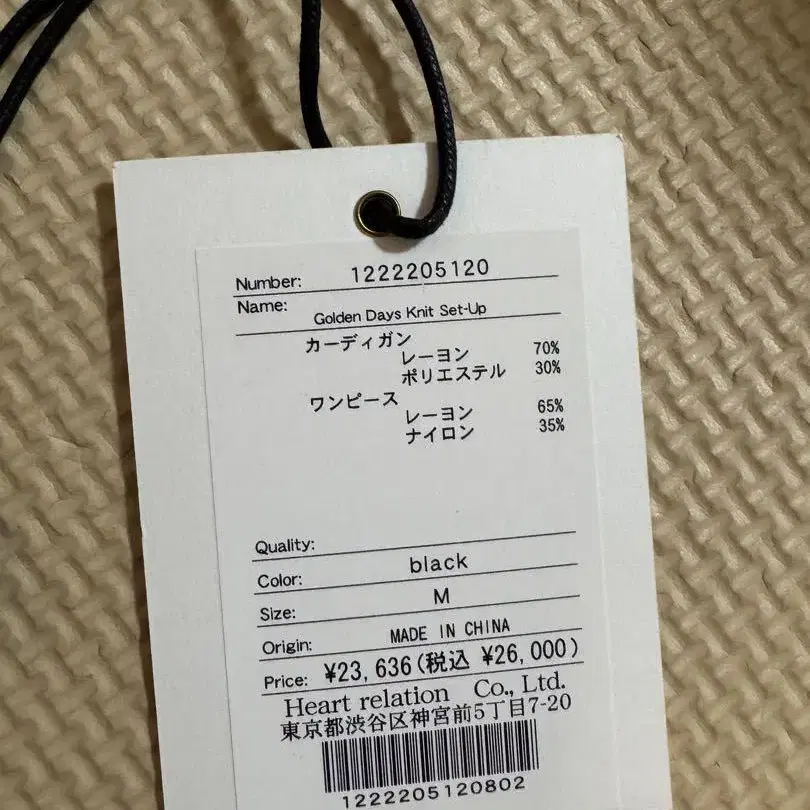 Number: 1222205120
Name: Golden Days Knit Set-Up
カーディガン
レーヨン 70%
ポリエステル 30%
ワンピース
レーヨン 65%
ナイロン 35%
Quality:
Color: black
Size: M
Origin: MADE IN CHINA
Price: ¥23,636(税込 ¥26,000)
Heart relation Co., Ltd.
東京都渋谷区神宮前5丁目7-20
1222205120802